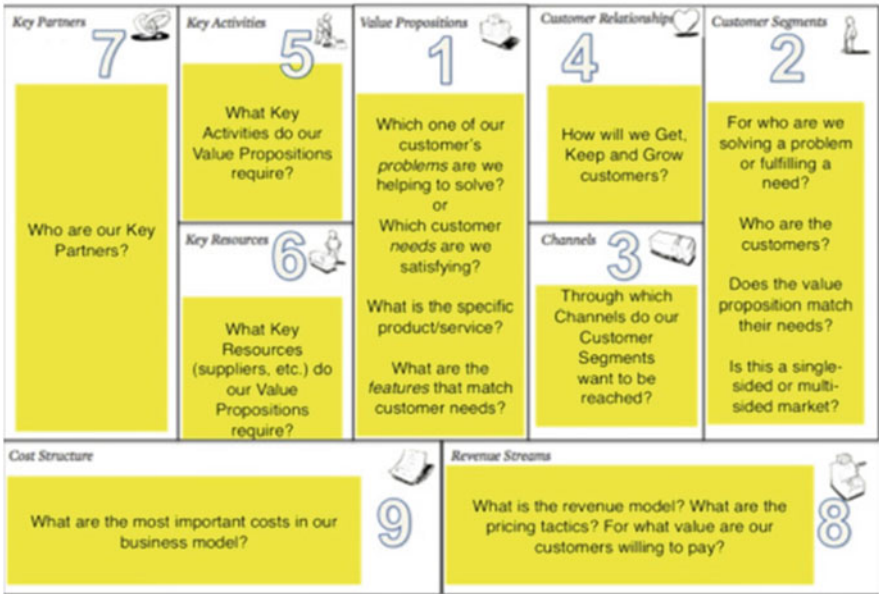 Key Partners
7
Who are our Key
Partners?
Key Activities
5
What Key
Activities do our
Value Propositions
require?
Key Resources
6
What Key
Resources
(suppliers, etc.) do
our Value
Propositions
require?
Value Propositions
1
Which one of our
customer's
problems are we
helping to solve?
or
Which customer
needs are we
satisfying?
What is the specific
product/service?
What are the
features that match
customer needs?
Customer Relationships
4
How will we Get,
Keep and Grow
customers?
Channels
3
Through which
Channels do our
Customer
Segments
want to be
reached?
Customer Segments
2
For who are we
solving a problem
or fulfilling a
need?
Who are the
customers?
Does the value
proposition match
their needs?
Is this a single-
sided or multi-
sided market?
Cost Structure
9
What are the most important costs in our
business model?
Revenue Streams
8
What is the revenue model? What are the
pricing tactics? For what value are our
customers willing to pay?